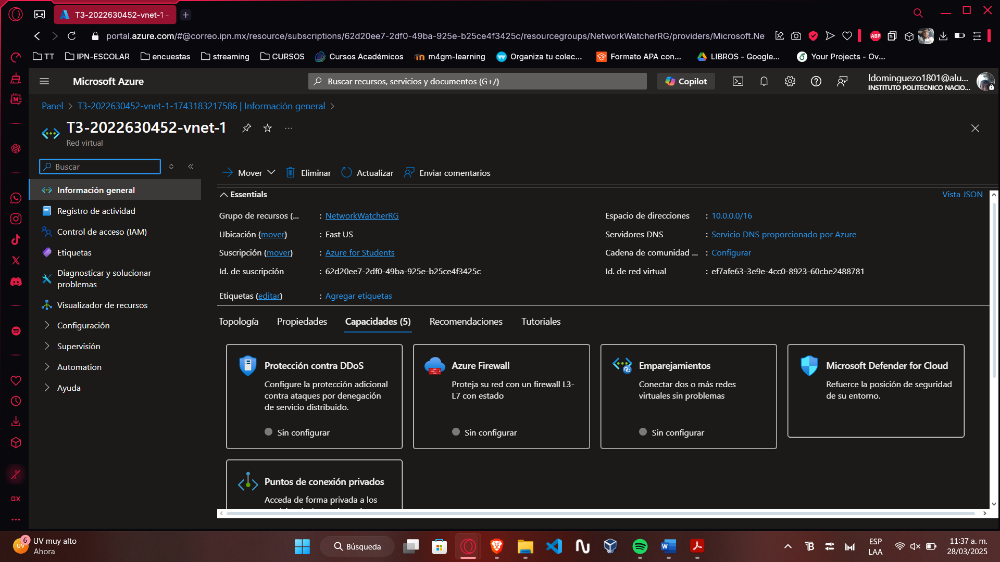 T3-2022630452-vnet-1 -
portal.azure.com/#@correo.ipn.mx/resource/subscriptions/62d20ee7-2df0-49ba-925e-b25ce4f3425c/resourcegroups/NetworkWatcherRG/providers/Microsoft.Ne
ABP
TT
IPN-ESCOLAR
encuestas
streaming
CURSOS
Cursos Académicos
m4gm-learning
Organiza tu colec...
Formato APA con...
LIBROS - Google...
Your Projects - Ov...
Microsoft Azure
Buscar recursos, servicios y documentos (G+/)
Copilot
ldominguezo1801@alu...
INSTITUTO POLITECNICO NACIO...
Panel > T3-2022630452-vnet-1-1743183217586 | Información general >
T3-2022630452-vnet-1
Red virtual
Buscar
Información general
Registro de actividad
Control de acceso (IAM)
Etiquetas
Diagnosticar y solucionar
problemas
Visualizador de recursos
Configuración
Supervisión
Automation
Ayuda
Mover
Eliminar
Actualizar
Enviar comentarios
Essentials
Vista JSON
Grupo de recursos (... : NetworkWatcherRG
Ubicación (mover) : East US
Suscripción (mover) : Azure for Students
Id. de suscripción : 62d20ee7-2df0-49ba-925e-b25ce4f3425c
Espacio de direcciones : 10.0.0.0/16
Servidores DNS : Servicio DNS proporcionado por Azure
Cadena de comunidad ... : Configurar
Id. de red virtual : ef7afe63-3e9e-4cc0-8923-60cbe2488781
Etiquetas (editar) : Agregar etiquetas
Topología
Propiedades
Capacidades (5)
Recomendaciones
Tutoriales
Protección contra DDoS
Configure la protección adicional
contra ataques por denegación
de servicio distribuido.
Sin configurar
Azure Firewall
Proteja su red con un firewall L3-
L7 con estado
Sin configurar
Emparejamientos
Conectar dos o más redes
virtuales sin problemas
Sin configurar
Microsoft Defender for Cloud
Refuerce la posición de seguridad
de su entorno.
Puntos de conexión privados
Acceda de forma privada a los
GX
UV
6
UV muy alto
Ahora
Búsqueda
ESP
LAA
11:37 a. m.
28/03/2025